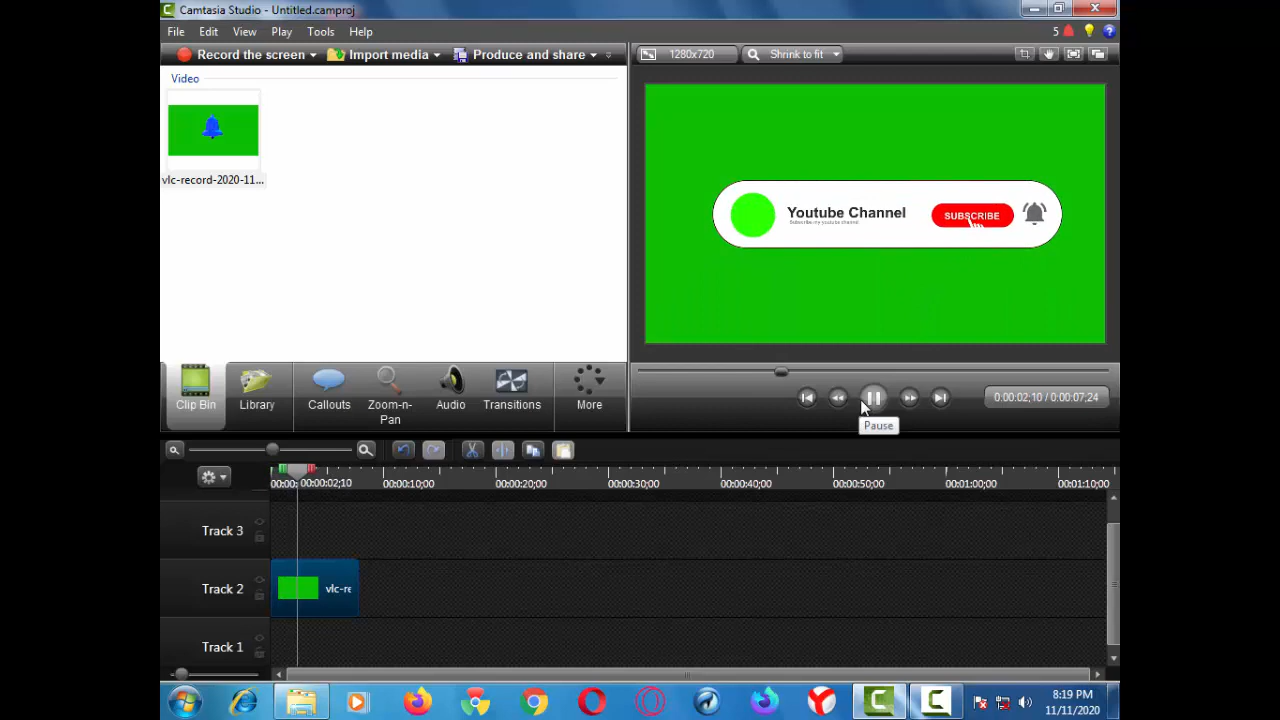 Camtasia Studio - Untitled.camproj
File Edit View Play Tools Help 5
Record the screen Import media Produce and share 1280x720 Shrink to fit
Video
vlc-record-2020-11...
Youtube Channel
Subscribe my youtube channel
SUBSCRIBE
Clip Bin Library Callouts Zoom-n-Pan Audio Transitions More
0:00:02;10 / 0:00:07;24
Pause
00:00: 00:00:02;10 00:00:10;00 00:00:20;00 00:00:30;00 00:00:40;00 00:00:50;00 00:01:00;00 00:01:10;00
Track 3
Track 2 vlc-re
Track 1
8:19 PM
11/11/2020